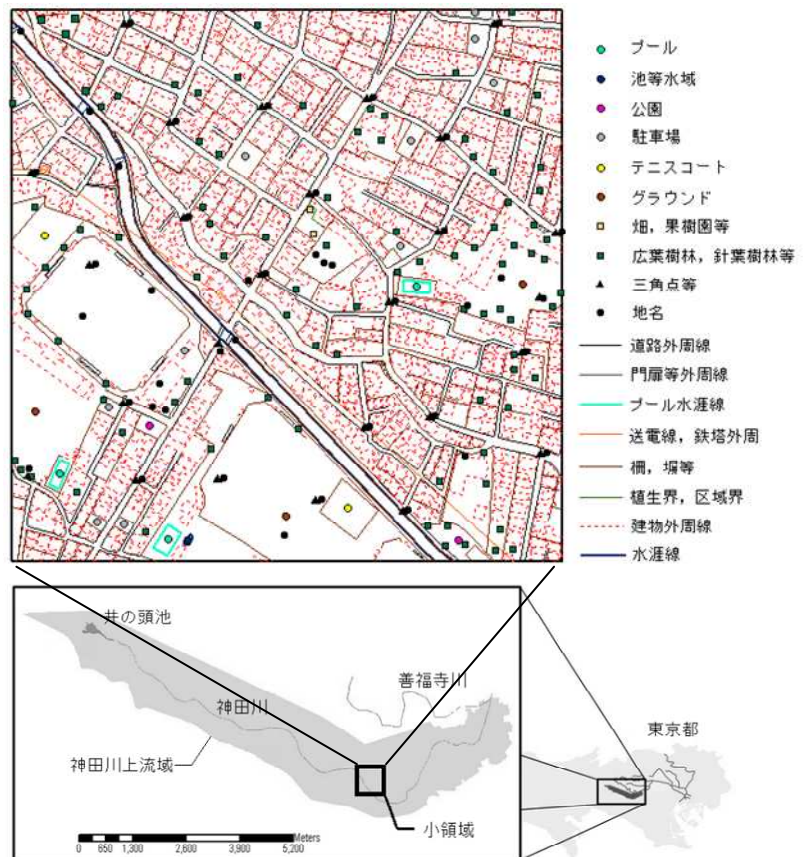 プール
池等水域
公園
駐車場
テニスコート
グラウンド
畑，果樹園等
広葉樹林，針葉樹林等
三角点等
地名
道路外周線
門扉等外周線
プール水涯線
送電線，鉄塔外周
柵，塀等
植生界，区域界
建物外周線
水涯線
井の頭池
善福寺川
神田川
東京都
神田川上流域
小領域
Meters
0 650 1,300 2,600 3,900 5,200